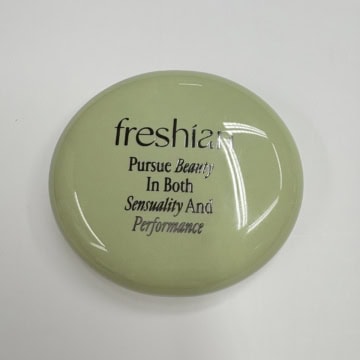 freshian
Pursue Beauty
In Both
Sensuality And
Performance